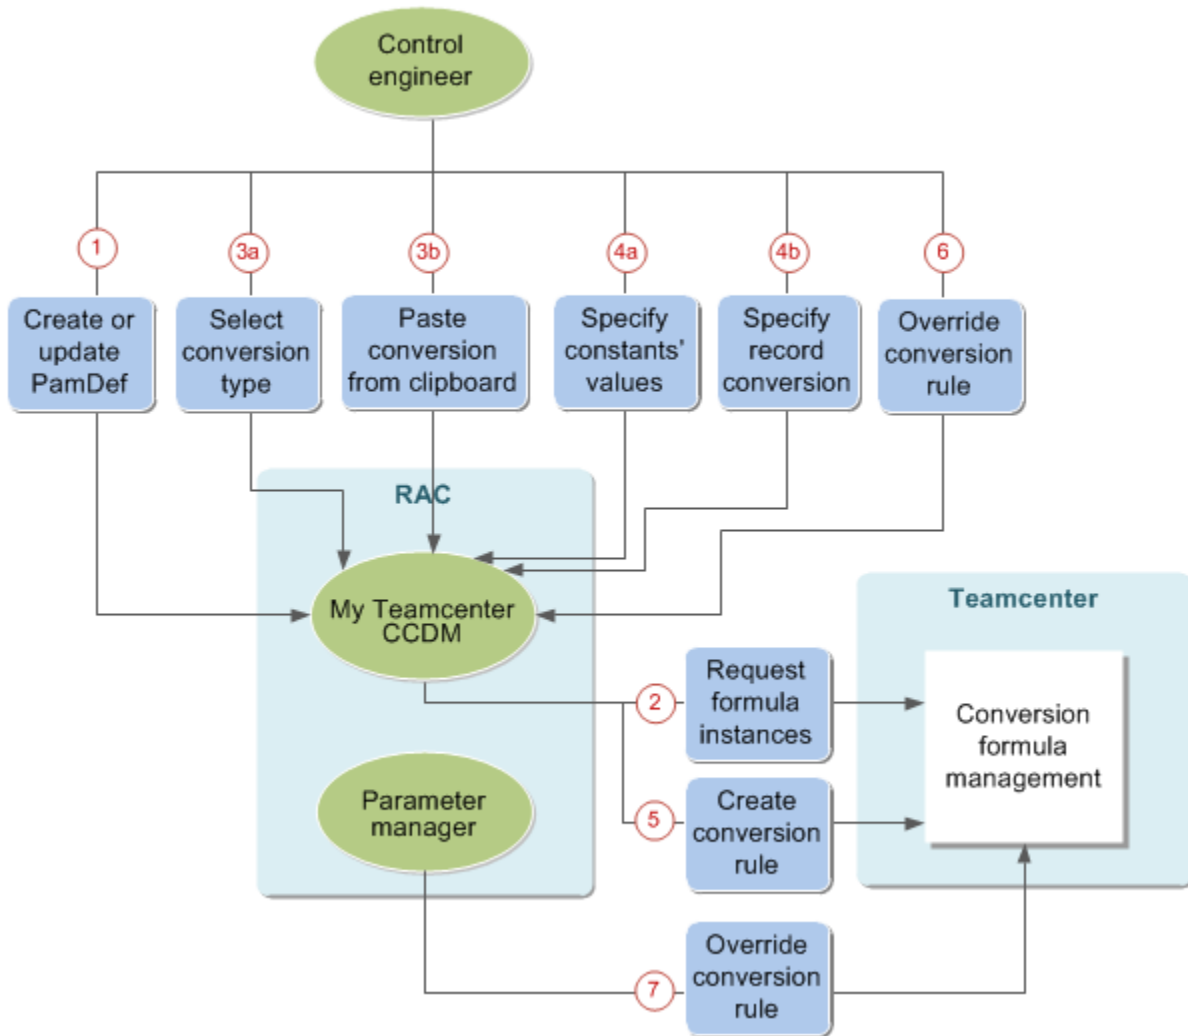 Control
engineer
1
3a
3b
4a
4b
6
Create or
update
PamDef
Select
conversion
type
Paste
conversion
from clipboard
Specify
constants'
values
Specify
record
conversion
Override
conversion
rule
RAC
My Teamcenter
CCDM
Teamcenter
2
Request
formula
instances
Conversion
formula
management
Parameter
manager
5
Create
conversion
rule
7
Override
conversion
rule